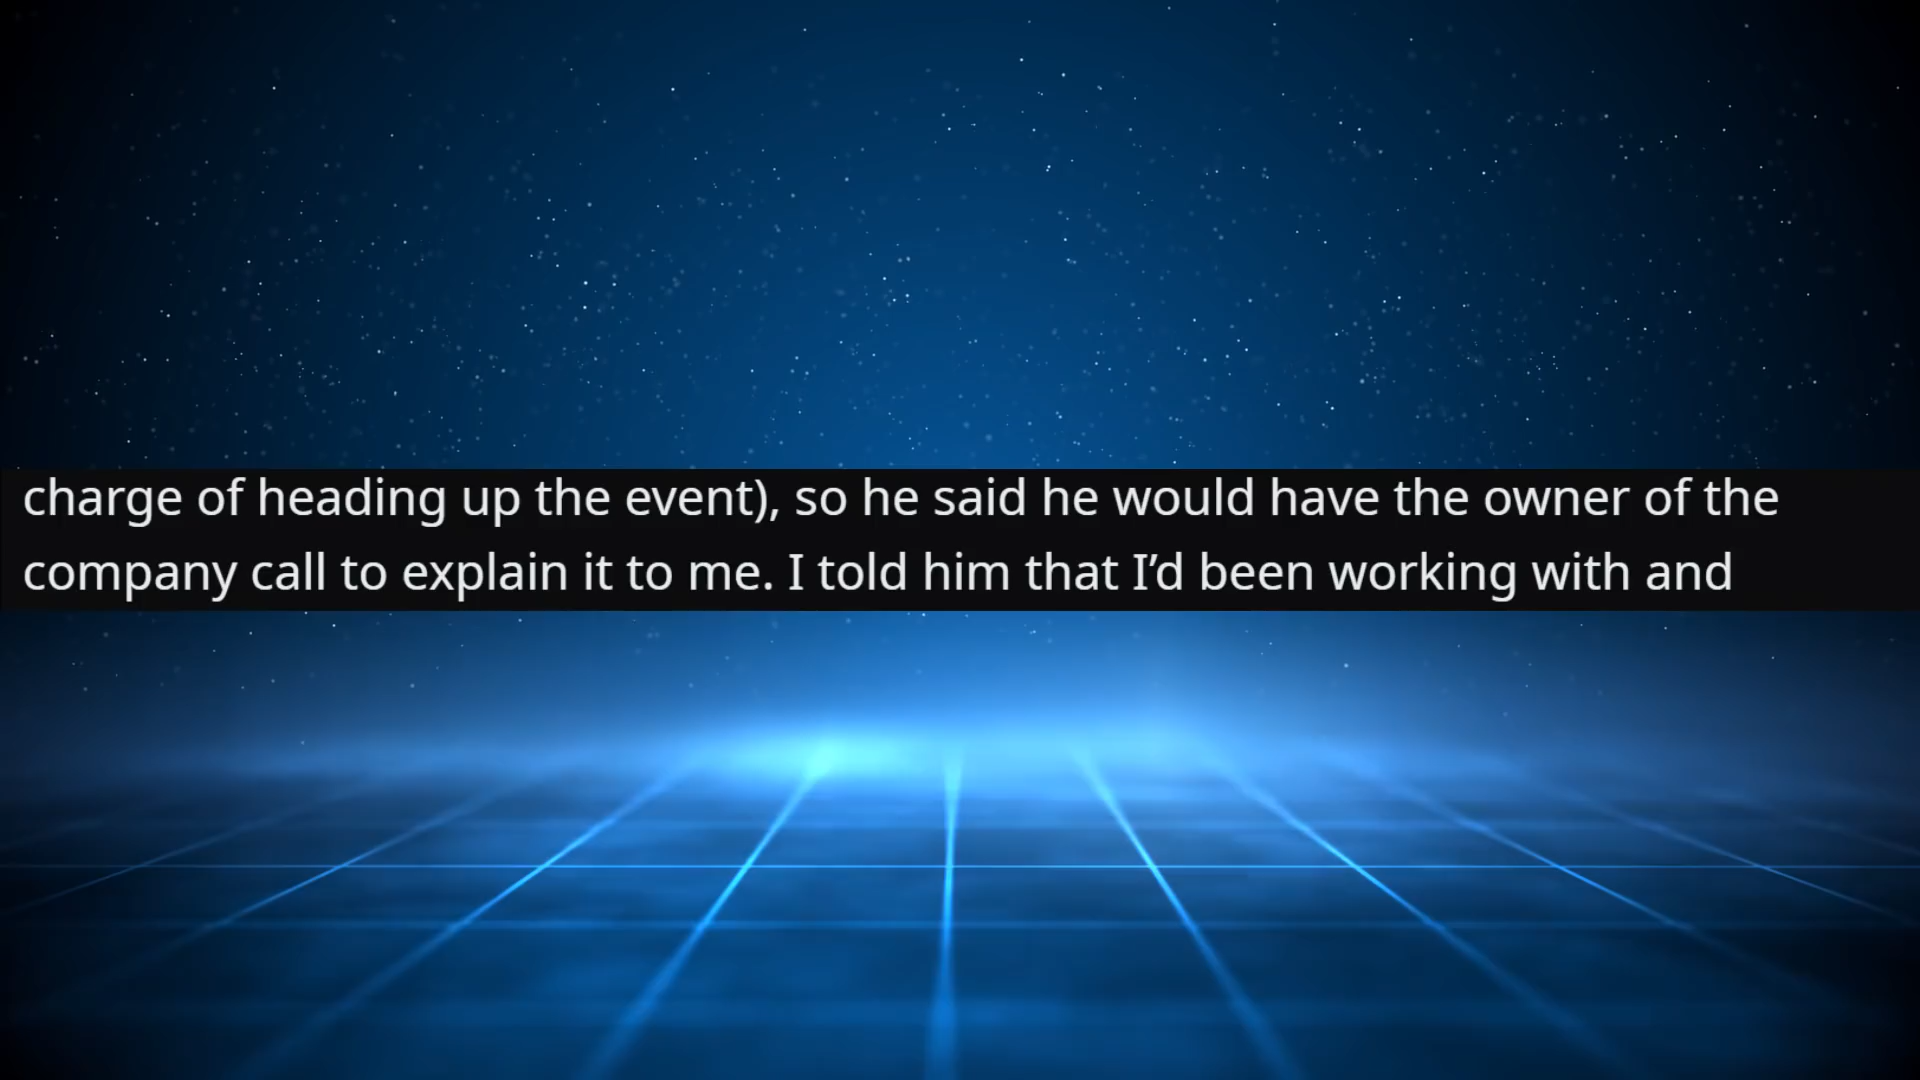 charge of heading up the event), so he said he would have the owner of the
company call to explain it to me. I told him that I’d been working with and